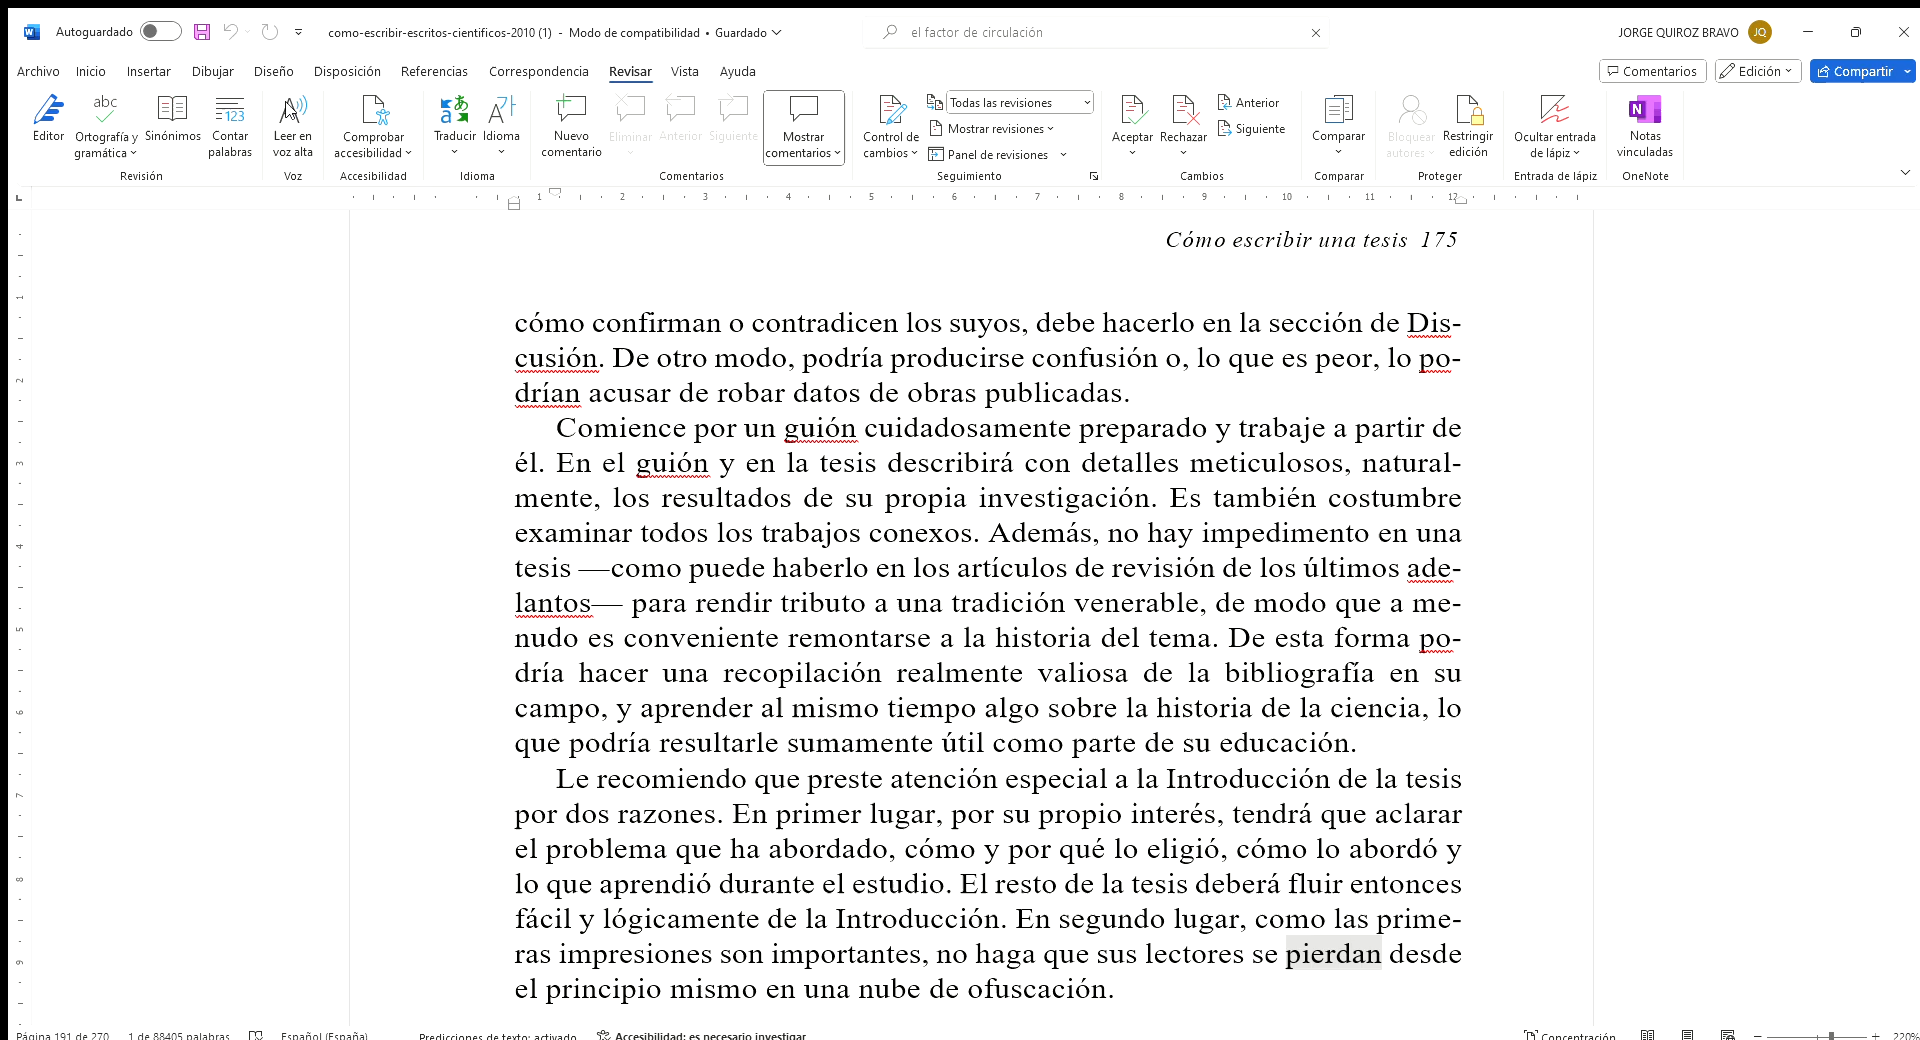 Autoguardado como-escribir-escritos-cientificos-2010 (1) - Modo de compatibilidad • Guardado el factor de circulación JORGE QUIROZ BRAVO JQ
Archivo Inicio Insertar Dibujar Diseño Disposición Referencias Correspondencia Revisar Vista Ayuda Comentarios Edición Compartir
Editor
Ortografía y gramática
Sinónimos
Contar palabras
Revisión
Leer en voz alta
Voz
Comprobar accesibilidad
Accesibilidad
Traducir
Idioma
Idioma
Nuevo comentario
Eliminar
Anterior
Siguiente
Mostrar comentarios
Comentarios
Control de cambios
Todas las revisiones
Mostrar revisiones
Panel de revisiones
Seguimiento
Aceptar
Rechazar
Anterior
Siguiente
Cambios
Comparar
Comparar
Bloquear autores
Restringir edición
Proteger
Ocultar entrada de lápiz
Entrada de lápiz
Notas vinculadas
OneNote
1 2 3 4 5 6 7 8 9 10 11 12
Cómo escribir una tesis 175
cómo confirman o contradicen los suyos, debe hacerlo en la sección de Dis-
cusión. De otro modo, podría producirse confusión o, lo que es peor, lo po-
drían acusar de robar datos de obras publicadas.
Comience por un guión cuidadosamente preparado y trabaje a partir de
él. En el guión y en la tesis describirá con detalles meticulosos, natural-
mente, los resultados de su propia investigación. Es también costumbre
examinar todos los trabajos conexos. Además, no hay impedimento en una
tesis —como puede haberlo en los artículos de revisión de los últimos ade-
lantos— para rendir tributo a una tradición venerable, de modo que a me-
nudo es conveniente remontarse a la historia del tema. De esta forma po-
dría hacer una recopilación realmente valiosa de la bibliografía en su
campo, y aprender al mismo tiempo algo sobre la historia de la ciencia, lo
que podría resultarle sumamente útil como parte de su educación.
Le recomiendo que preste atención especial a la Introducción de la tesis
por dos razones. En primer lugar, por su propio interés, tendrá que aclarar
el problema que ha abordado, cómo y por qué lo eligió, cómo lo abordó y
lo que aprendió durante el estudio. El resto de la tesis deberá fluir entonces
fácil y lógicamente de la Introducción. En segundo lugar, como las prime-
ras impresiones son importantes, no haga que sus lectores se pierdan desde
el principio mismo en una nube de ofuscación.
Página 191 de 270 1 de 88405 palabras Español (España) Predicciones de texto: activado Accesibilidad: es necesario investigar Concentración 220%